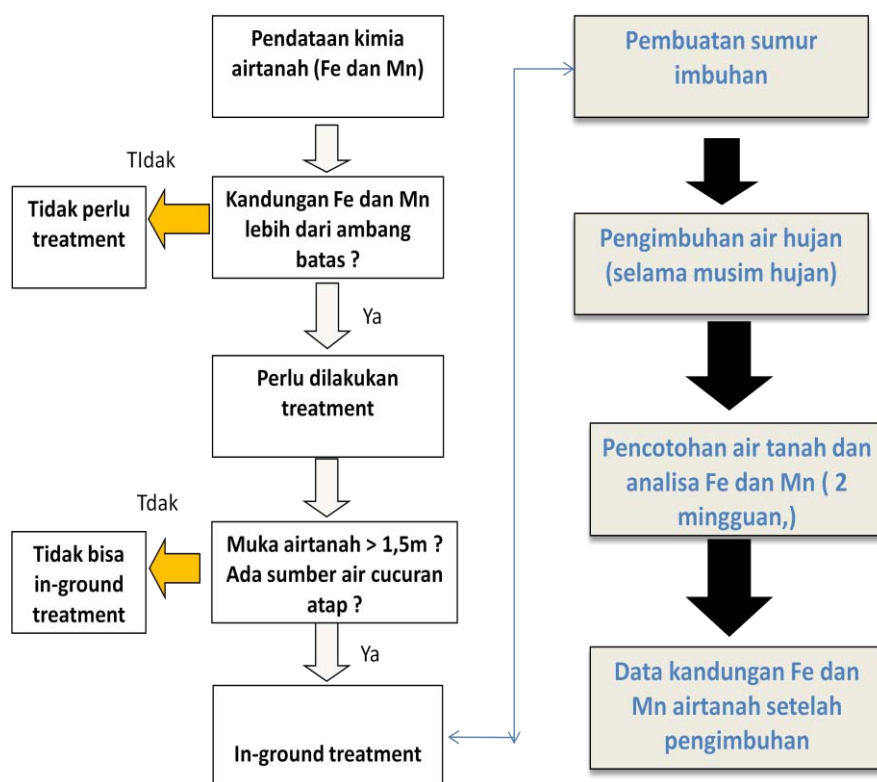 Pendataan kimia
airtanah (Fe dan Mn)
TIdak
Tidak perlu
treatment
Kandungan Fe dan Mn
lebih dari ambang
batas ?
Ya
Perlu dilakukan
treatment
Tdak
Tidak bisa
in-ground
treatment
Muka airtanah > 1,5m ?
Ada sumber air cucuran
atap ?
Ya
In-ground treatment
Pembuatan sumur
imbuhan
Pengimbuhan air hujan
(selama musim hujan)
Pencotohan air tanah dan
analisa Fe dan Mn ( 2
mingguan,)
Data kandungan Fe dan
Mn airtanah setelah
pengimbuhan